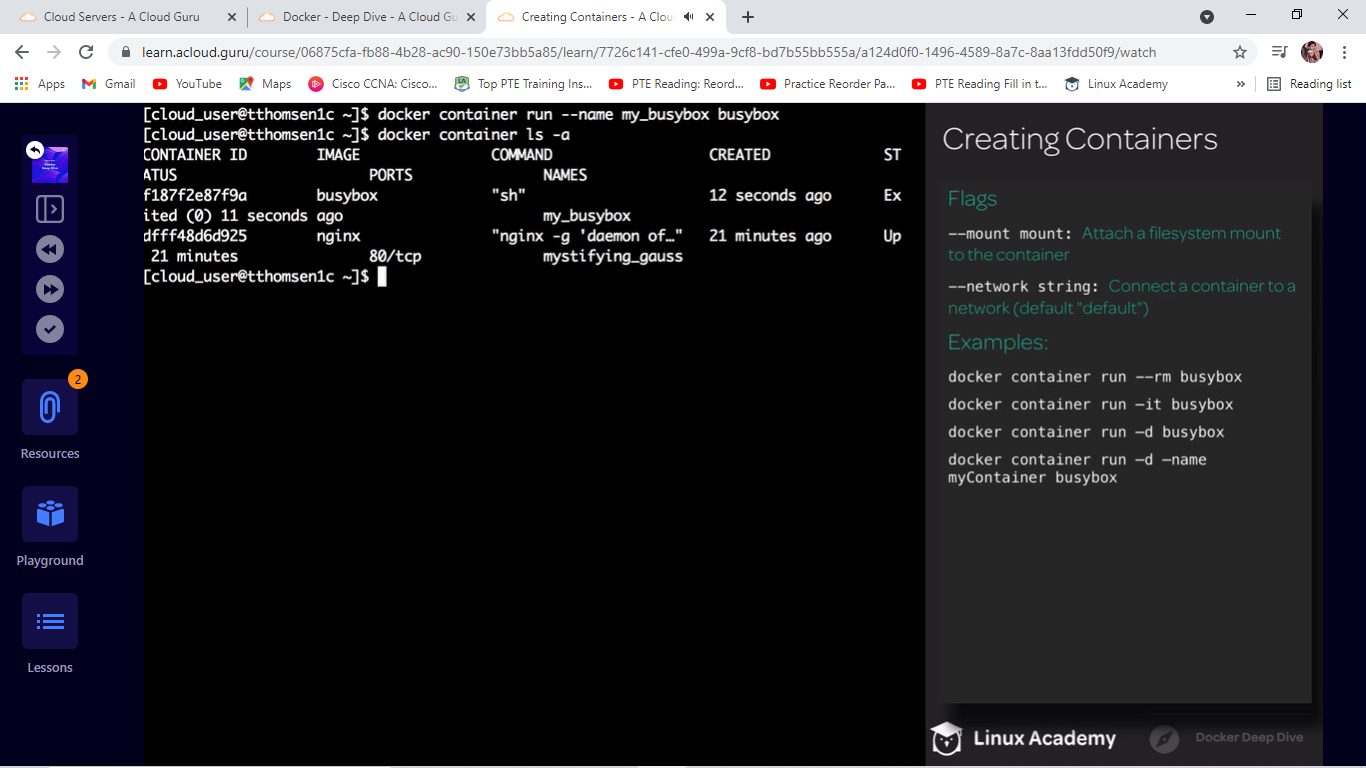 Cloud Servers - A Cloud Guru
Docker - Deep Dive - A Cloud Gu
Creating Containers - A Clou
learn.acloud.guru/course/06875cfa-fb88-4b28-ac90-150e73bb5a85/learn/7726c141-cfe0-499a-9cf8-bd7b55bb555a/a124d0f0-1496-4589-8a7c-8aa13fdd50f9/watch
Apps
Gmail
YouTube
Maps
Cisco CCNA: Cisco...
Top PTE Training Ins...
PTE Reading: Reord...
Practice Reorder Pa...
PTE Reading Fill in t...
Linux Academy
»
Reading list
[cloud_user@tthomsen1c ~]$ docker container run --name my_busybox busybox
[cloud_user@tthomsen1c ~]$ docker container ls -a
CONTAINER ID IMAGE COMMAND CREATED ST
ATUS PORTS NAMES
f187f2e87f9a busybox "sh" 12 seconds ago Ex
ited (0) 11 seconds ago my_busybox
dfff48d6d925 nginx "nginx -g 'daemon of…" 21 minutes ago Up
21 minutes 80/tcp mystifying_gauss
[cloud_user@tthomsen1c ~]$
2
Resources
Playground
Lessons
Creating Containers
Flags
--mount mount: Attach a filesystem mount
to the container
--network string: Connect a container to a
network (default "default")
Examples:
docker container run --rm busybox
docker container run –it busybox
docker container run –d busybox
docker container run –d –name
myContainer busybox
Linux Academy
Docker Deep Dive